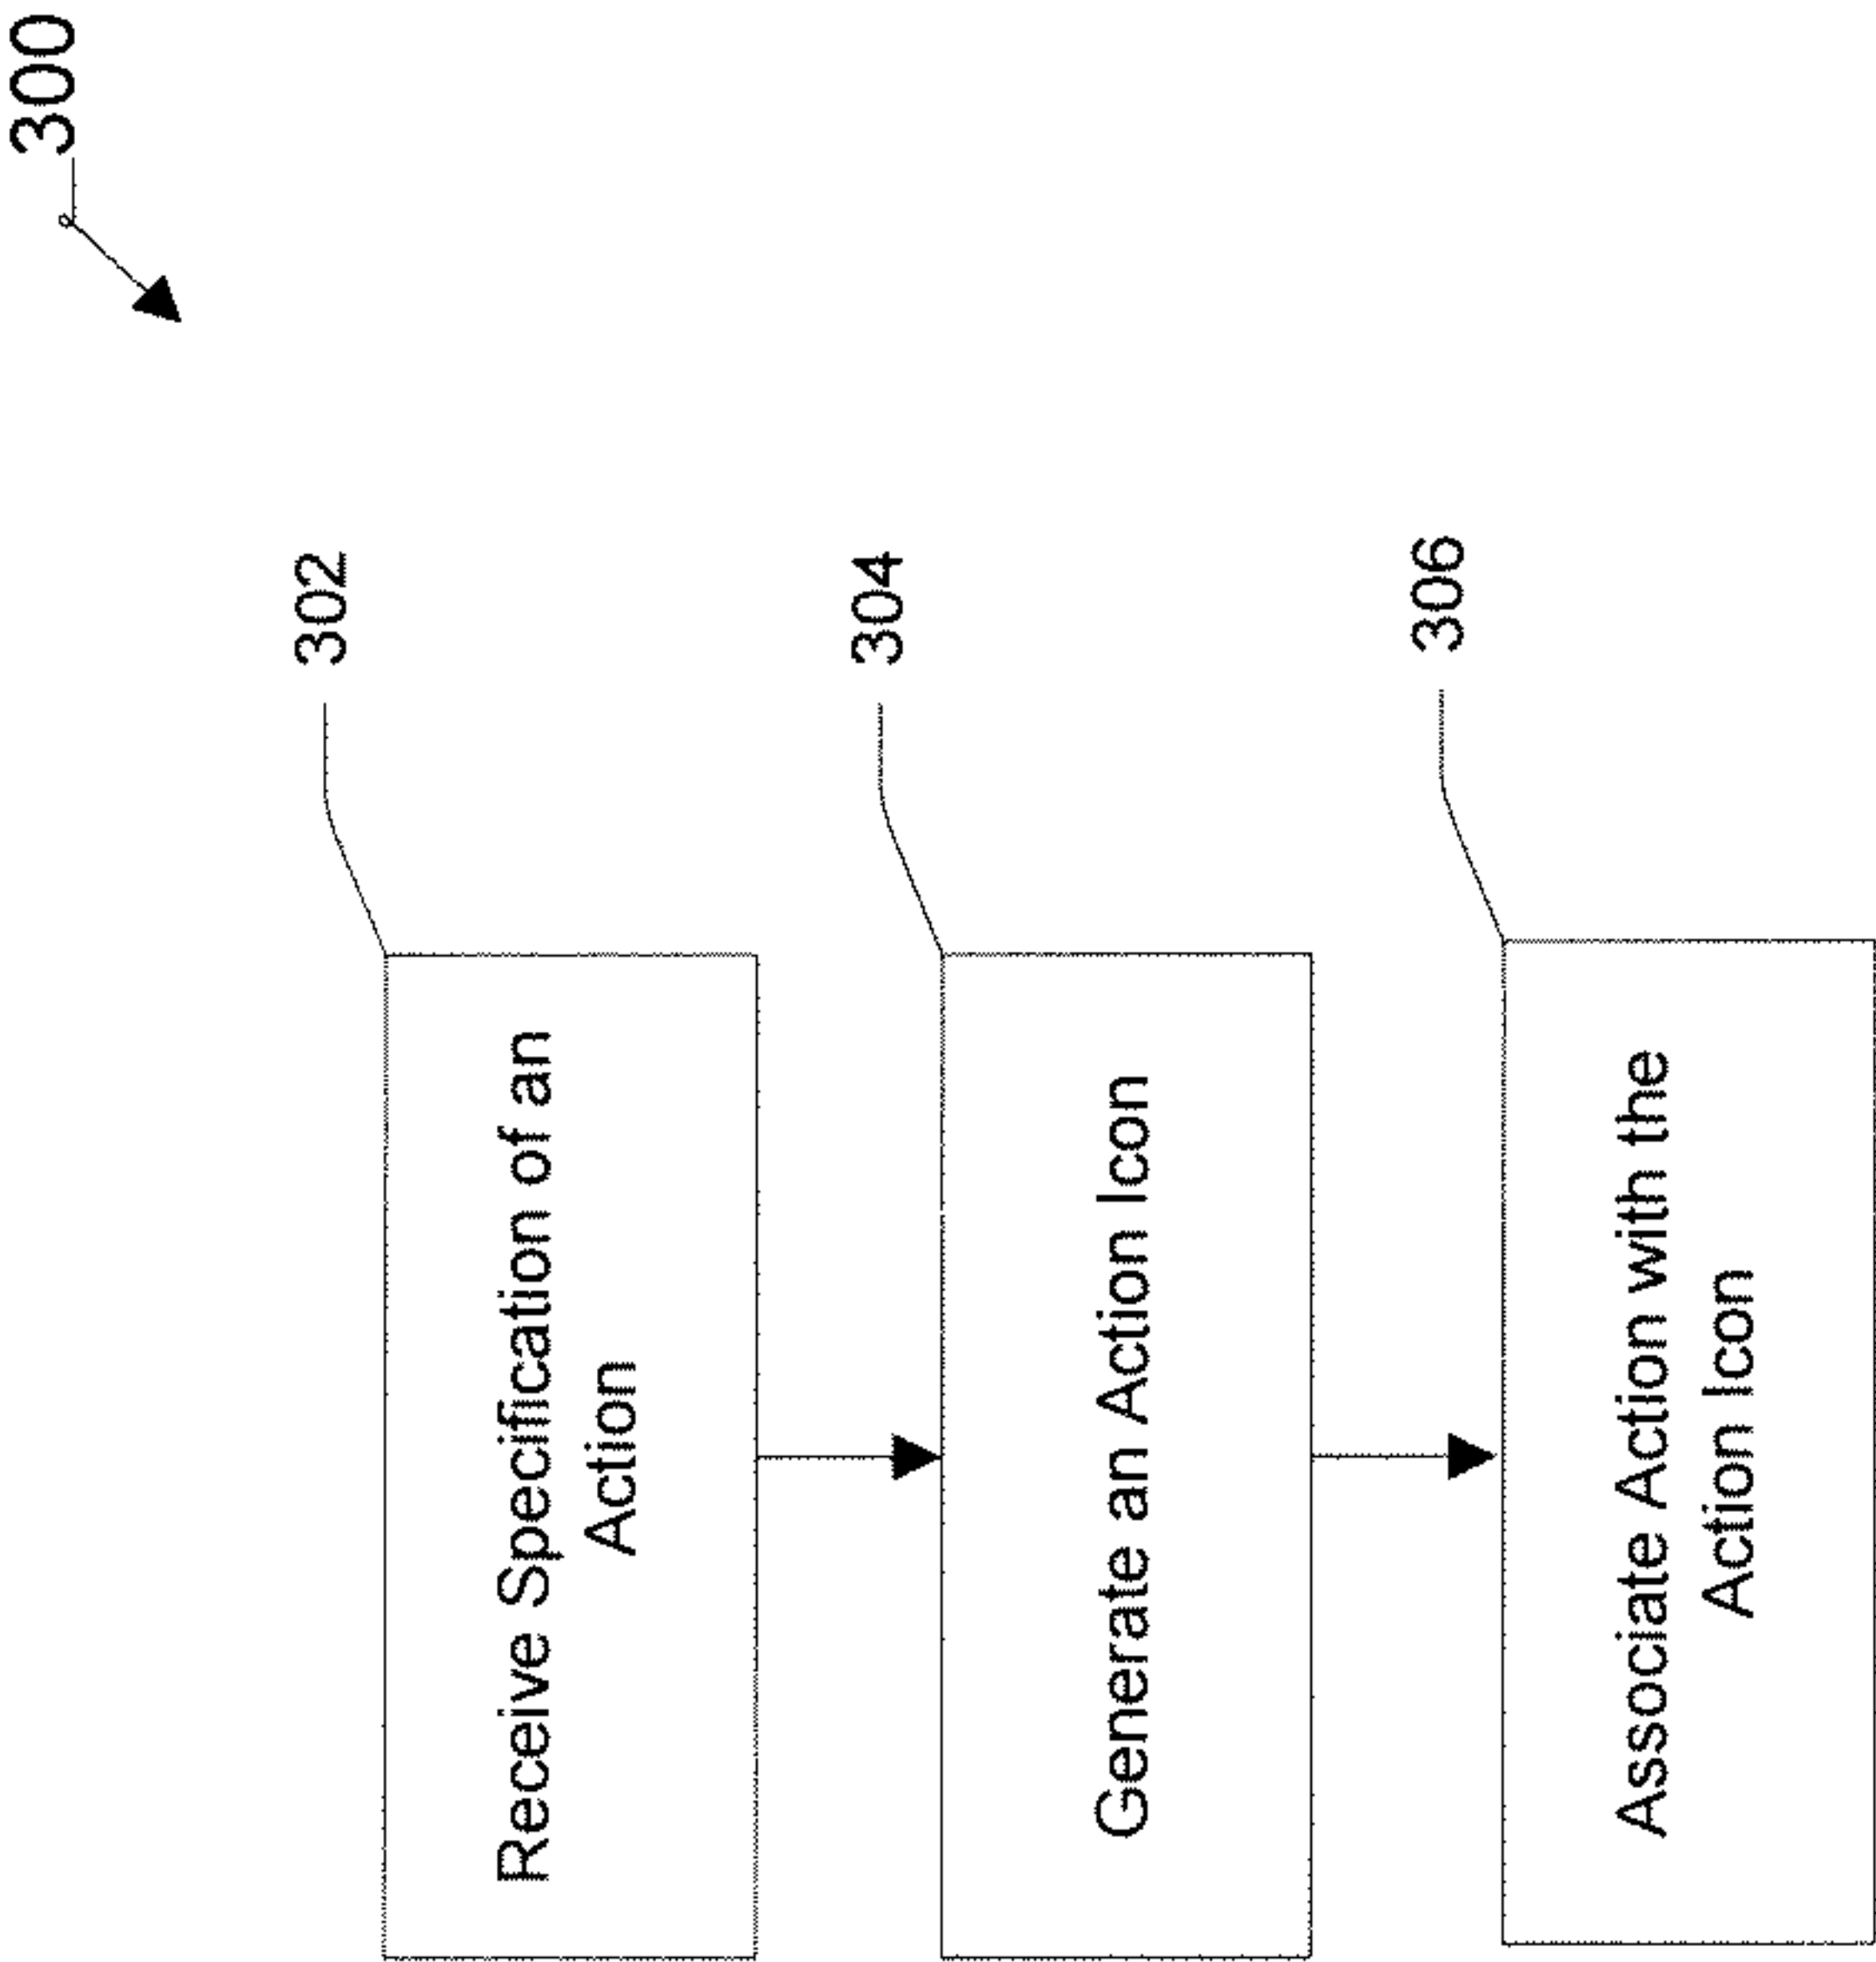 300
302
Receive Specification of an
Action
304
Generate an Action Icon
306
Associate Action with the
Action Icon